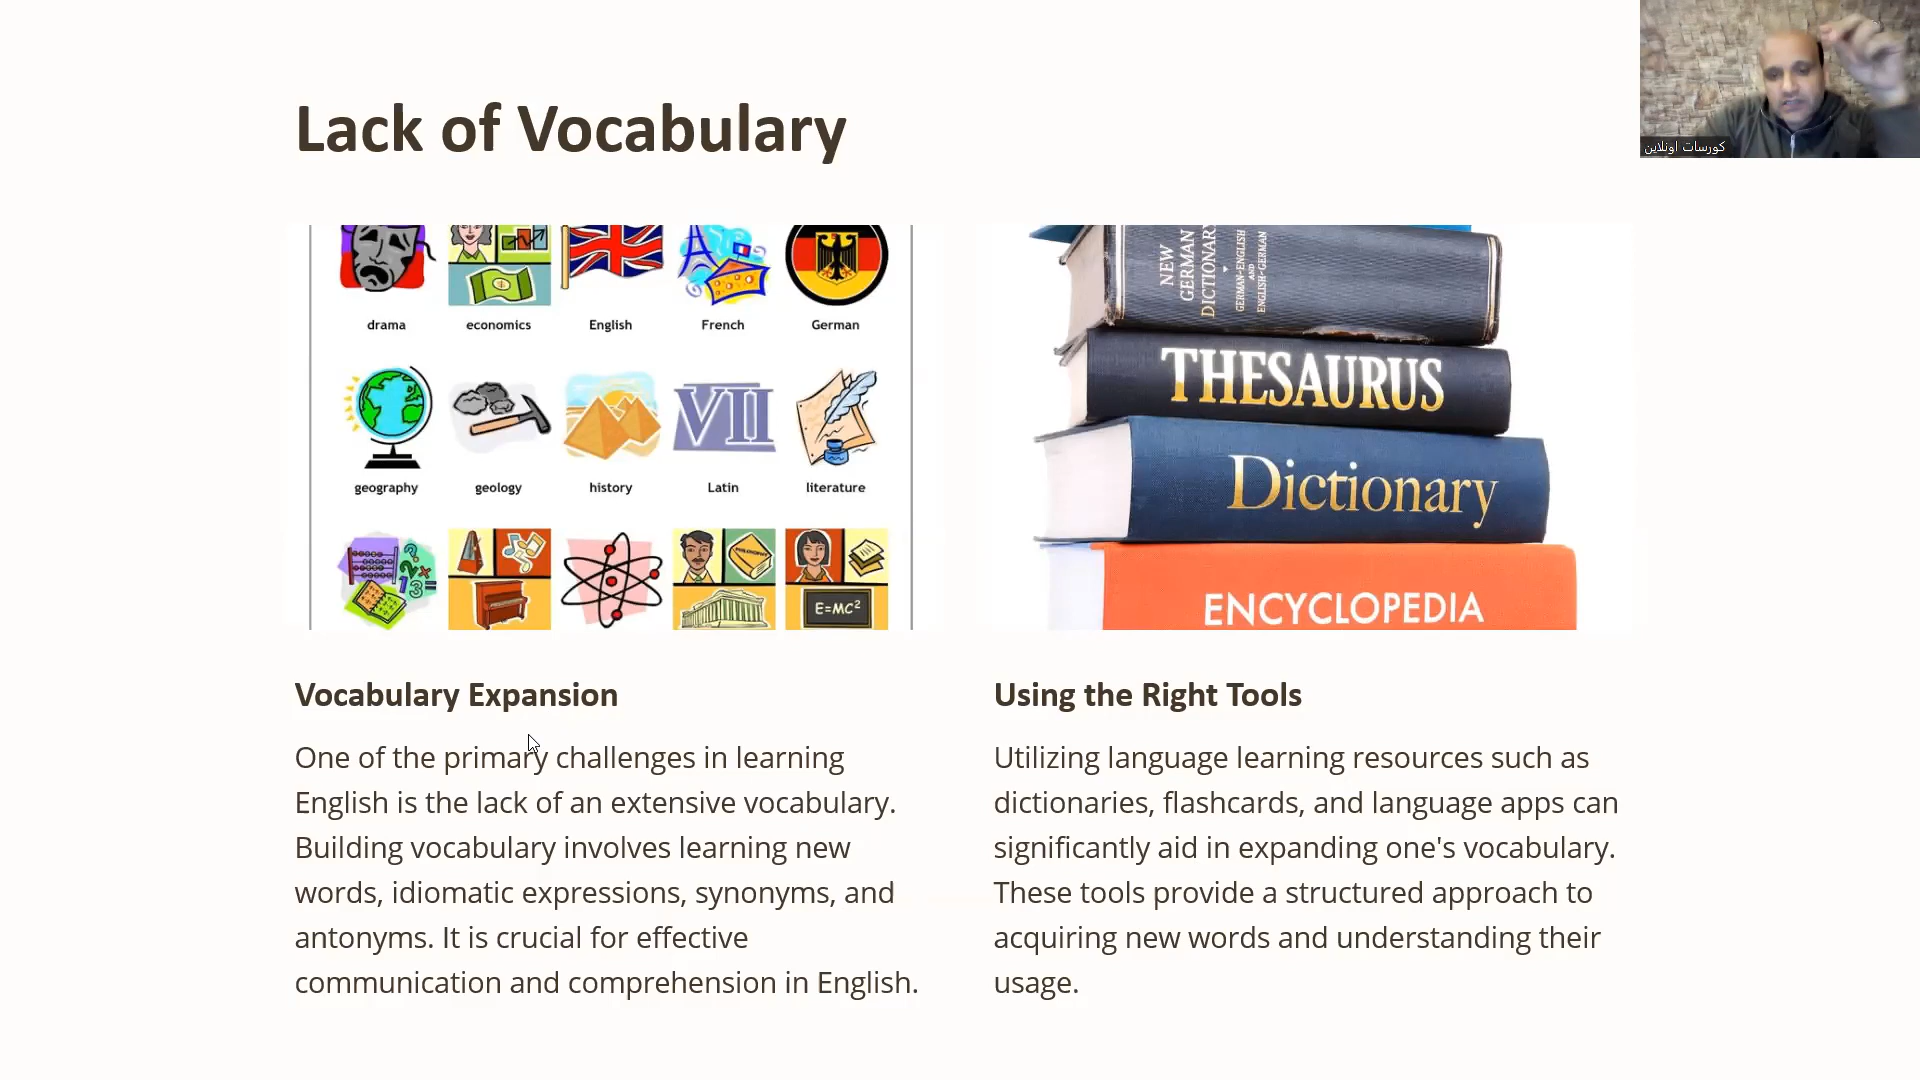 Lack of Vocabulary
كورسات اونلاين
drama economics English French German
geography geology history Latin literature
VII
PHILOSOPHY
E=MC²
NEW GERMAN DICTIONARY
GERMAN-ENGLISH AND ENGLISH-GERMAN
THESAURUS
Dictionary
ENCYCLOPEDIA
Vocabulary Expansion
One of the primary challenges in learning
English is the lack of an extensive vocabulary.
Building vocabulary involves learning new
words, idiomatic expressions, synonyms, and
antonyms. It is crucial for effective
communication and comprehension in English.
Using the Right Tools
Utilizing language learning resources such as
dictionaries, flashcards, and language apps can
significantly aid in expanding one's vocabulary.
These tools provide a structured approach to
acquiring new words and understanding their
usage.